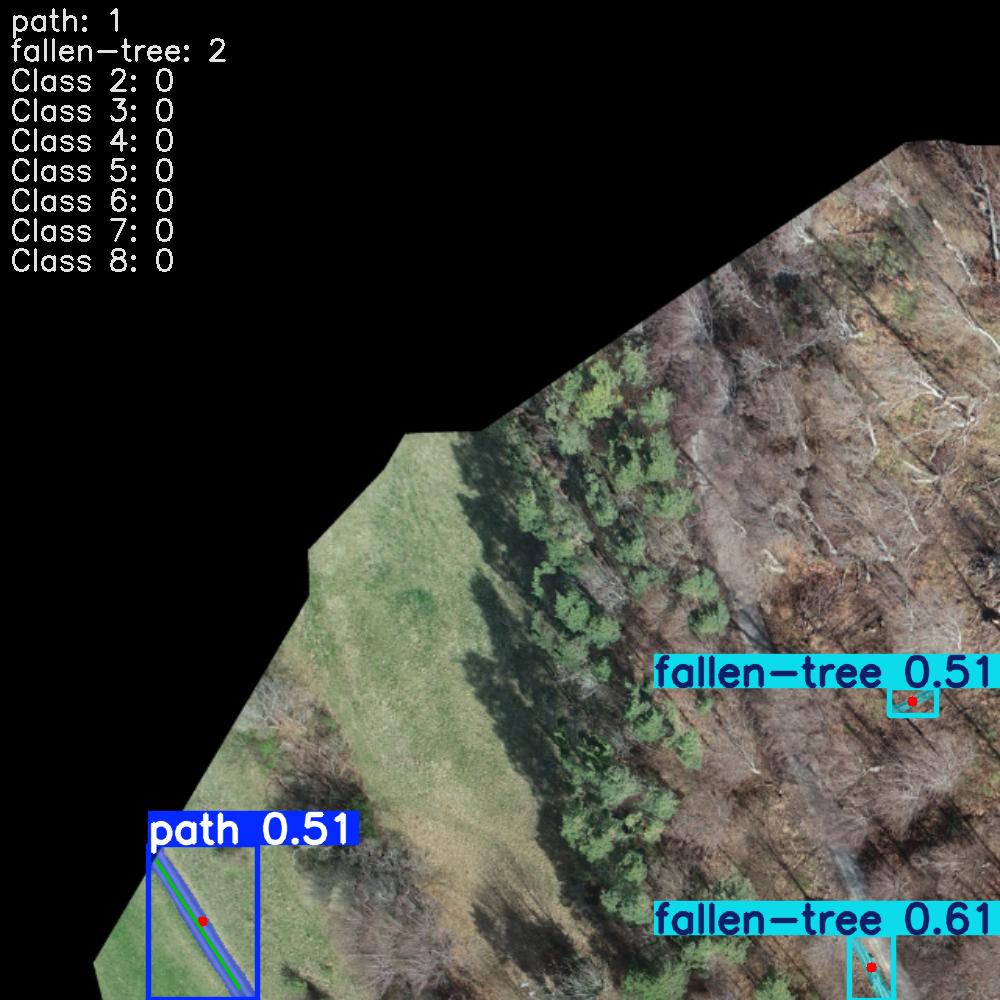 path: 1
fallen-tree: 2
Class 2: 0
Class 3: 0
Class 4: 0
Class 5: 0
Class 6: 0
Class 7: 0
Class 8: 0
fallen-tree 0.51
path 0.51
fallen-tree 0.61